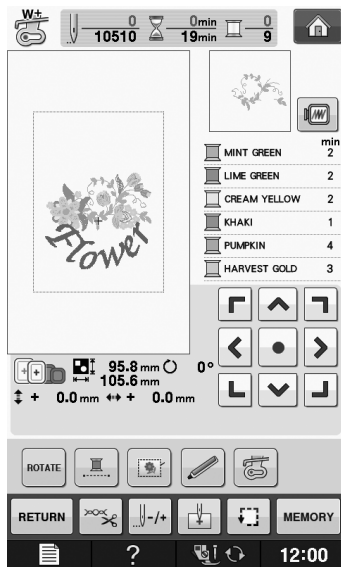 W+
0 0min 0
10510 19min 9
min
MINT GREEN 2
LIME GREEN 2
CREAM YELLOW 2
KHAKI 1
PUMPKIN 4
HARVEST GOLD 3
Flower
95.8 mm 0°
105.6 mm
+ 0.0 mm + 0.0 mm
ROTATE
RETURN -/+ MEMORY
? 12:00